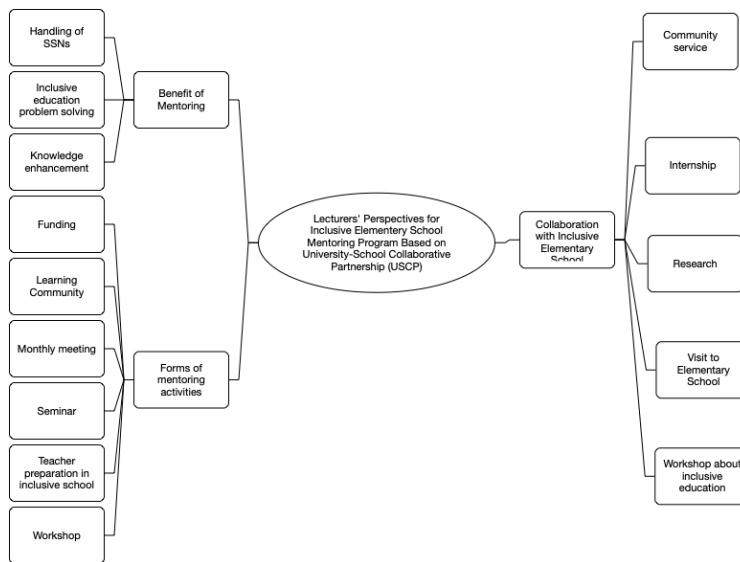 Handling of
SSNs
Inclusive
education
problem solving
Knowledge
enhancement
Benefit of
Mentoring
Funding
Learning
Community
Monthly meeting
Seminar
Teacher
preparation in
inclusive school
Workshop
Forms of
mentoring
activities
Lecturers' Perspectives for
Inclusive Elementery School
Mentoring Program Based on
University-School Collaborative
Partnership (USCP)
Collaboration
with Inclusive
Elementary
School
Community
service
Internship
Research
Visit to
Elementary
School
Workshop about
inclusive
education